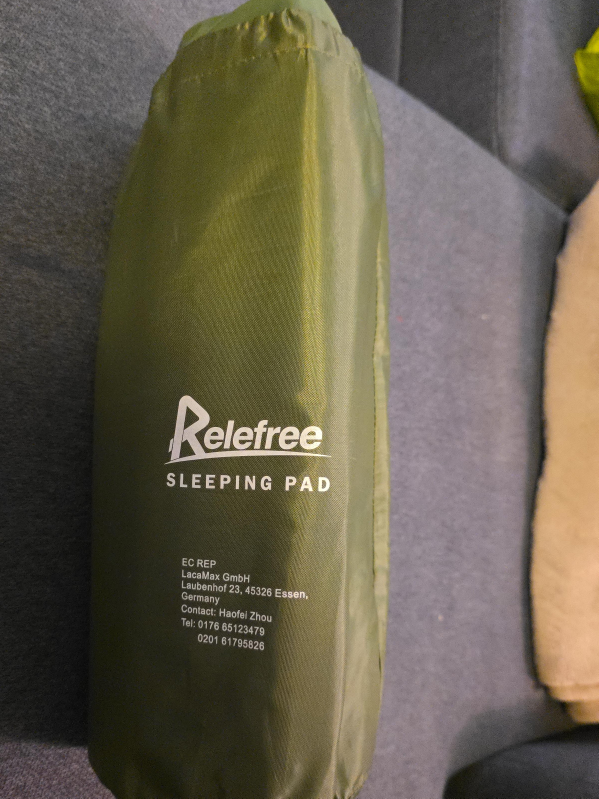 Relefree
SLEEPING PAD
EC REP
LacaMax GmbH
Laubenhof 23, 45326 Essen,
Germany
Contact: Haofei Zhou
Tel: 0176 65123479
0201 61795826